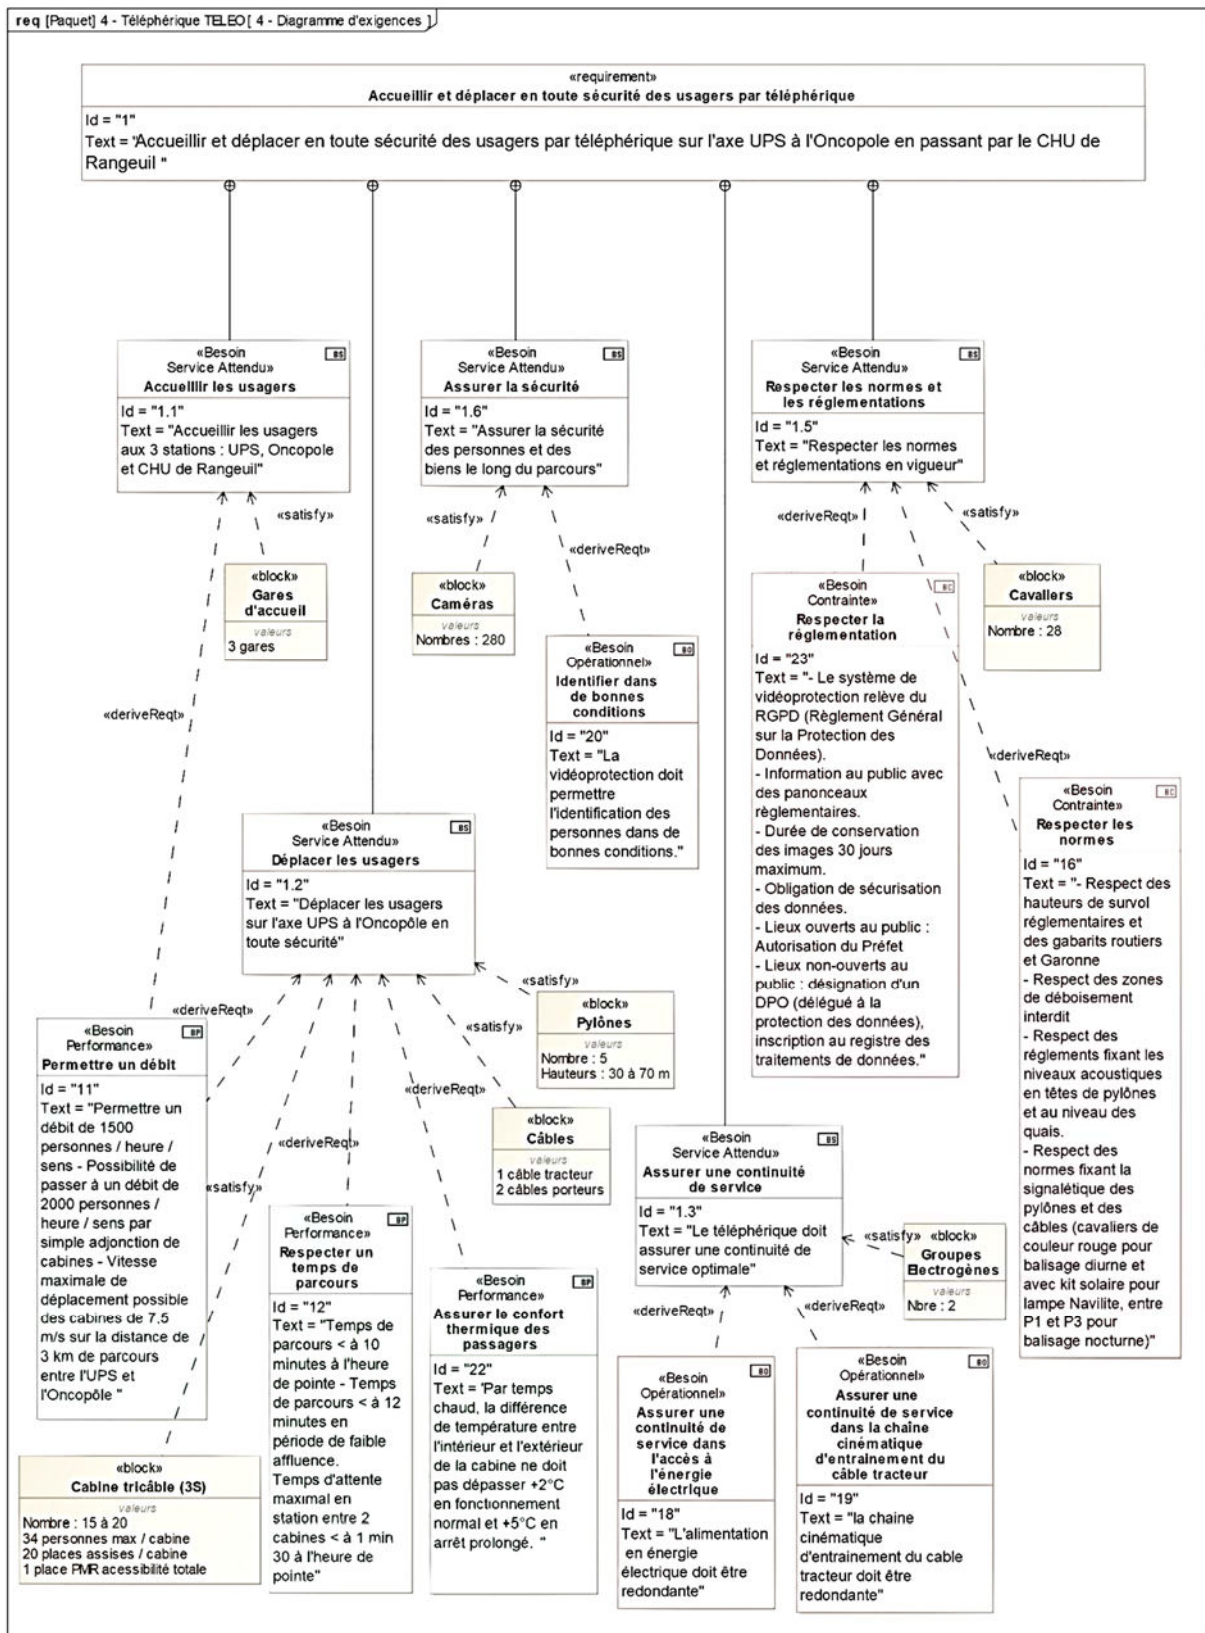 req [Paquet] 4 - Téléphérique TELEO [ 4 - Diagramme d'exigences ]
«requirement»
Accueillir et déplacer en toute sécurité des usagers par téléphérique
Id = "1"
Text = "Accueillir et déplacer en toute sécurité des usagers par téléphérique sur l'axe UPS à l'Oncopole en passant par le CHU de
Rangeuil "
«Besoin
Service Attendu»
BS
Accueillir les usagers
Id = "1.1"
Text = "Accueillir les usagers
aux 3 stations : UPS, Oncopole
et CHU de Rangeuil"
«Besoin
Service Attendu»
BS
Assurer la sécurité
Id = "1.6"
Text = "Assurer la sécurité
des personnes et des
biens le long du parcours"
«Besoin
Service Attendu»
BS
Respecter les normes et
les réglementations
Id = "1.5"
Text = "Respecter les normes
et réglementations en vigueur"
«satisfy»
«satisfy»
«deriveReqt»
«deriveReqt»
«satisfy»
«block»
Gares
d'accueil
valeurs
3 gares
«block»
Caméras
valeurs
Nombres : 280
«Besoin
Opérationnel»
BO
Identifier dans
de bonnes
conditions
Id = "20"
Text = "La
vidéoprotection doit
permettre
l'identification des
personnes dans de
bonnes conditions."
«Besoin
Contrainte»
BC
Respecter la
réglementation
Id = "23"
Text = "- Le système de
vidéoprotection relève du
RGPD (Règlement Général
sur la Protection des
Données).
- Information au public avec
des panonceaux
règlementaires.
- Durée de conservation
des images 30 jours
maximum.
- Obligation de sécurisation
des données.
- Lieux ouverts au public :
Autorisation du Préfet
- Lieux non-ouverts au
public : désignation d'un
DPO (délégué à la
protection des données),
inscription au registre des
traitements de données."
«block»
Cavaliers
valeurs
Nombre : 28
«deriveReqt»
«deriveReqt»
«Besoin
Contrainte»
BC
Respecter les
normes
Id = "16"
Text = "- Respect des
hauteurs de survol
réglementaires et
des gabarits routiers
et Garonne
- Respect des zones
de déboisement
interdit
- Respect des
réglements fixant les
niveaux acoustiques
en têtes de pylônes
et au niveau des
quais.
- Respect des
normes fixant la
signalétique des
pylônes et des
câbles (cavaliers de
couleur rouge pour
balisage diurne et
avec kit solaire pour
lampe Navilite, entre
P1 et P3 pour
balisage nocturne)"
«Besoin
Service Attendu»
BS
Déplacer les usagers
Id = "1.2"
Text = "Déplacer les usagers
sur l'axe UPS à l'Oncopôle en
toute sécurité"
«satisfy»
«deriveReqt»
«satisfy»
«deriveReqt»
«deriveReqt»
«satisfy»
«block»
Pylônes
valeurs
Nombre : 5
Hauteurs : 30 à 70 m
«block»
Câbles
valeurs
1 câble tracteur
2 câbles porteurs
«Besoin
Performance»
BP
Permettre un débit
Id = "11"
Text = "Permettre un
débit de 1500
personnes / heure /
sens - Possibilité de
passer à un débit de
2000 personnes /
heure / sens par
simple adjonction de
cabines - Vitesse
maximale de
déplacement possible
des cabines de 7,5
m/s sur la distance de
3 km de parcours
entre l'UPS et
l'Oncopôle "
«Besoin
Performance»
BP
Respecter un
temps de
parcours
Id = "12"
Text = "Temps de
parcours < à 10
minutes à l'heure
de pointe - Temps
de parcours < à 12
minutes en
période de faible
affluence.
Temps d'attente
maximal en
station entre 2
cabines < à 1 min
30 à l'heure de
pointe"
«Besoin
Performance»
BP
Assurer le confort
thermique des
passagers
Id = "22"
Text = "Par temps
chaud, la différence
de température entre
l'intérieur et l'extérieur
de la cabine ne doit
pas dépasser +2°C
en fonctionnement
normal et +5°C en
arrêt prolongé. "
«Besoin
Service Attendu»
BS
Assurer une continuité
de service
Id = "1.3"
Text = "Le téléphérique doit
assurer une continuité de
service optimale"
«satisfy»
«block»
Groupes
Electrogènes
valeurs
Nbre : 2
«deriveReqt»
«deriveReqt»
«Besoin
Opérationnel»
BO
Assurer une
continuité de
service dans
l'accès à
l'énergie
électrique
Id = "18"
Text = "L'alimentation
en énergie
électrique doit être
redondante"
«Besoin
Opérationnel»
BO
Assurer une
continuité de service
dans la chaîne
cinématique
d'entrainement du
câble tracteur
Id = "19"
Text = "la chaine
cinématique
d'entrainement du cable
tracteur doit être
redondante"
«block»
Cabine tricâble (3S)
valeurs
Nombre : 15 à 20
34 personnes max / cabine
20 places assises / cabine
1 place PMR acessibilité totale